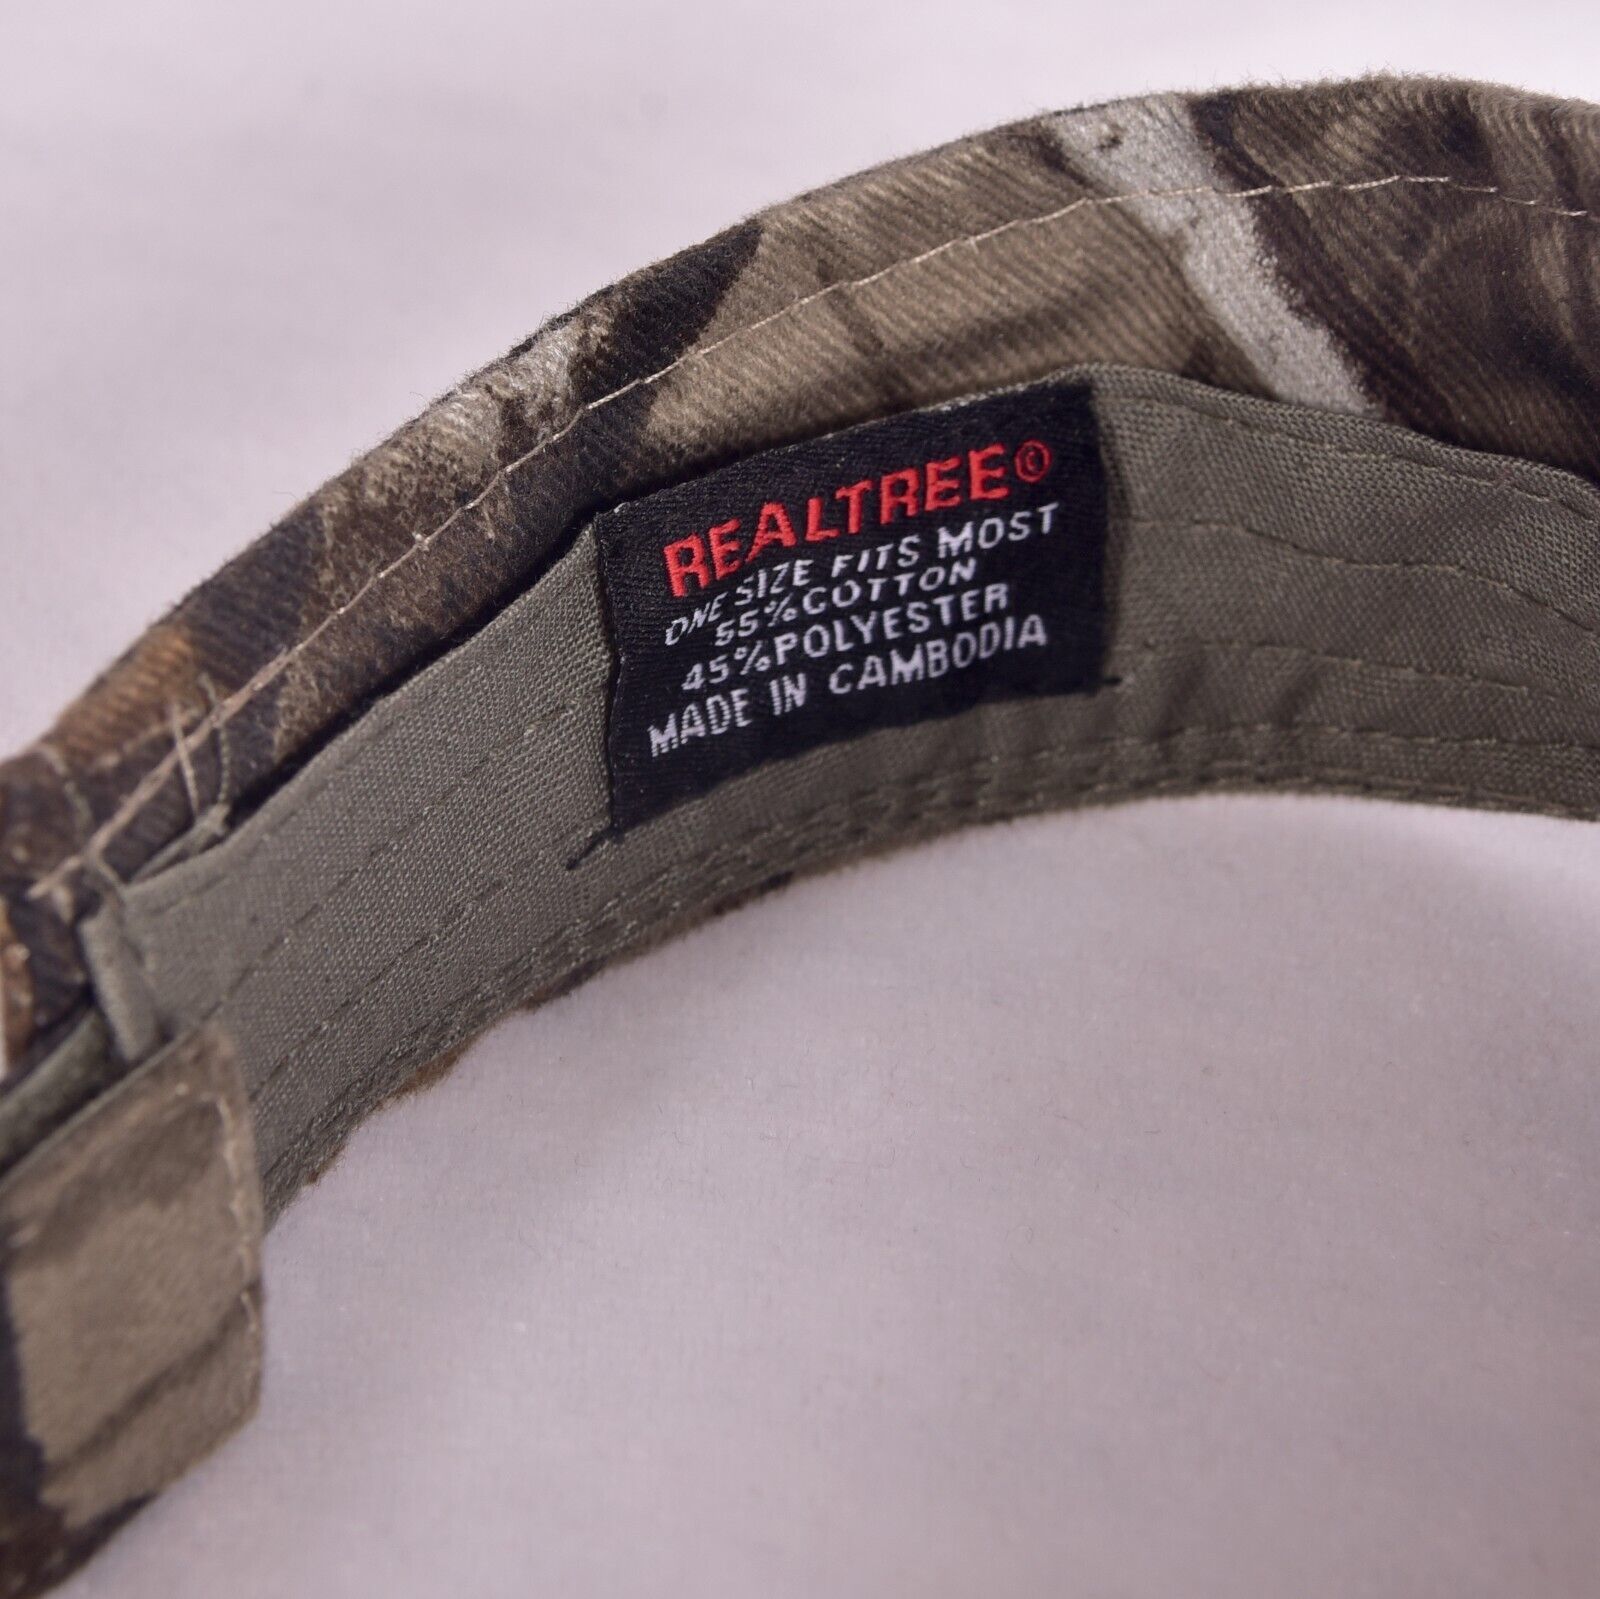 REALTREE©
ONE SIZE FITS MOST
55%COTTON
45%POLYESTER
MADE IN CAMBODIA